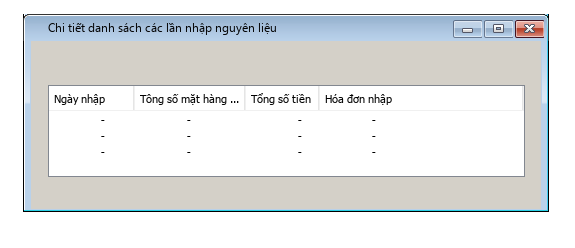 Chi tiết danh sách các lần nhập nguyên liệu
Ngày nhập Tông số mặt hàng ... Tổng số tiền Hóa đơn nhập
- - - -
- - - -
- - - -